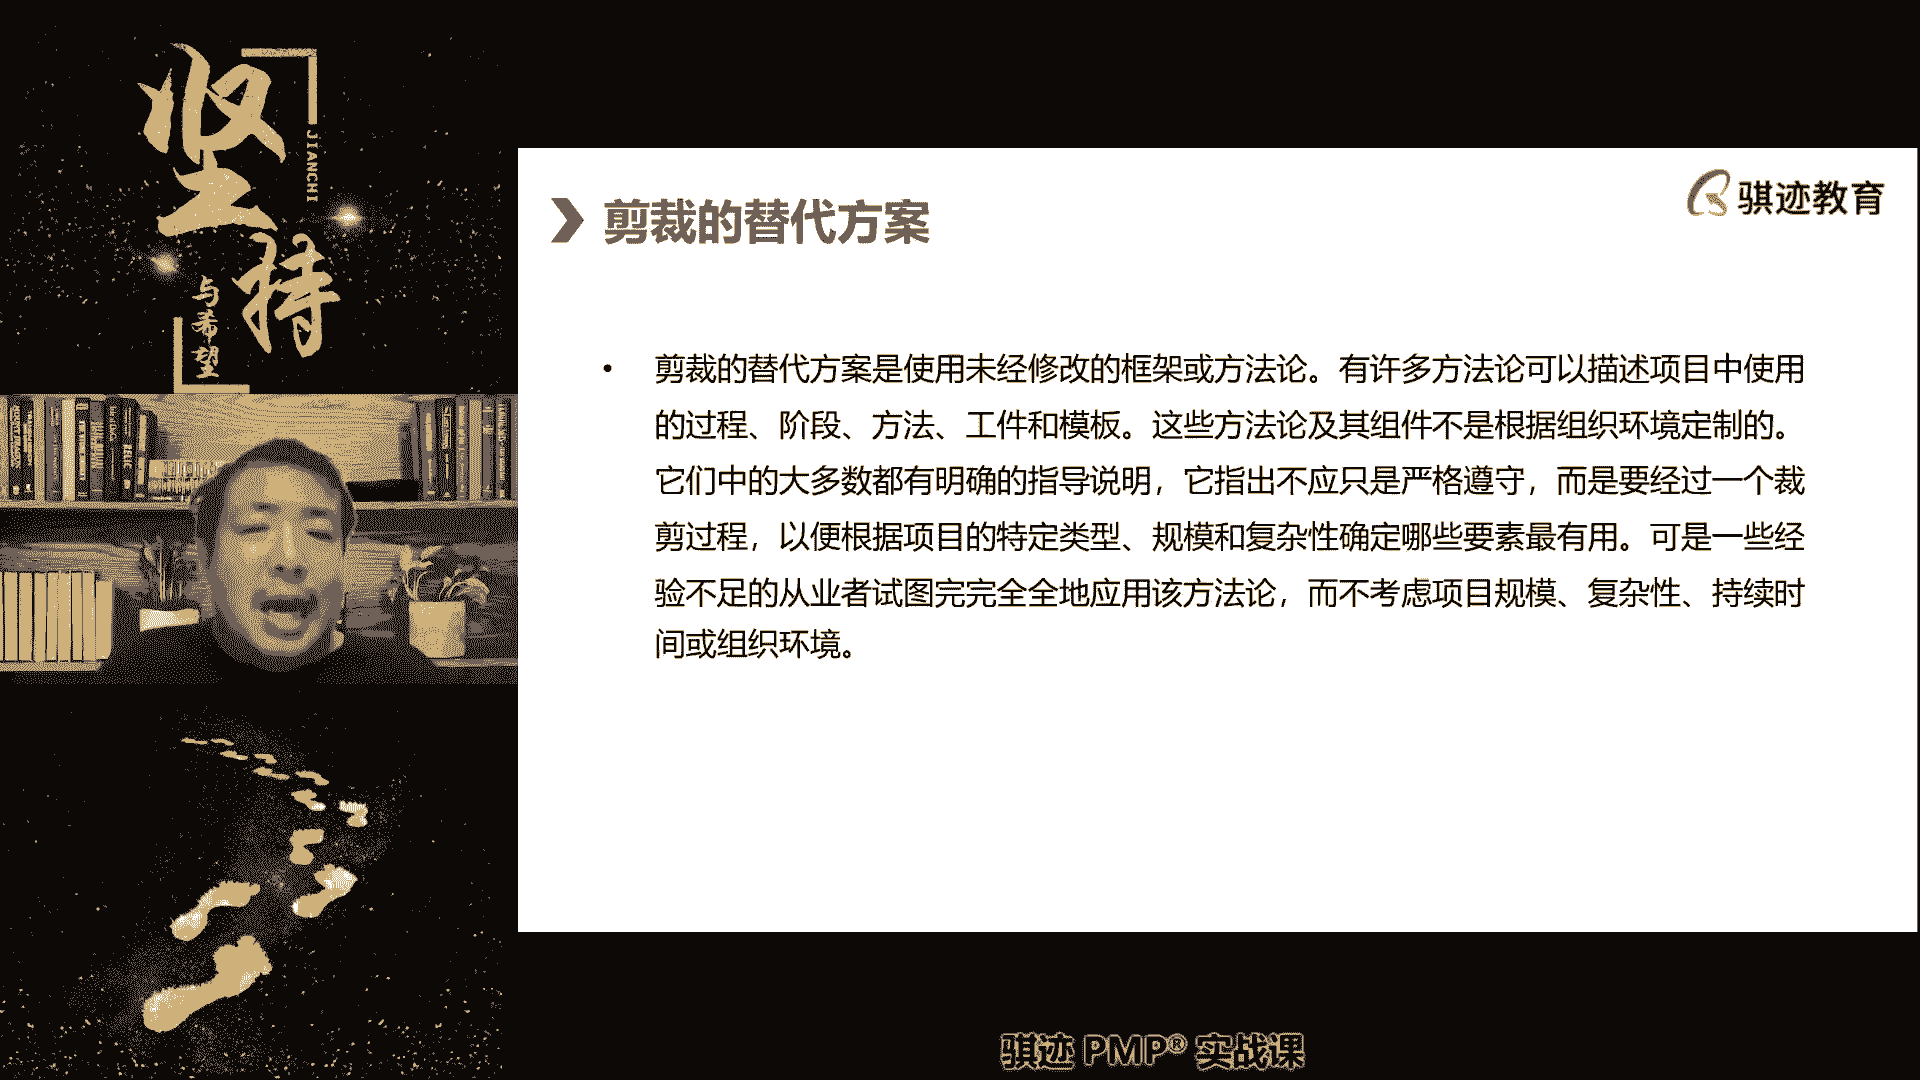 坚持
JIANCHI
与希望
骐迹教育
剪裁的替代方案
• 剪裁的替代方案是使用未经修改的框架或方法论。有许多方法论可以描述项目中使用
的过程、阶段、方法、工件和模板。这些方法论及其组件不是根据组织环境定制的。
它们中的大多数都有明确的指导说明，它指出不应只是严格遵守，而是要经过一个裁
剪过程，以便根据项目的特定类型、规模和复杂性确定哪些要素最有用。可是一些经
验不足的从业者试图完完全全地应用该方法论，而不考虑项目规模、复杂性、持续时
间或组织环境。
骐迹 PMP® 实战课